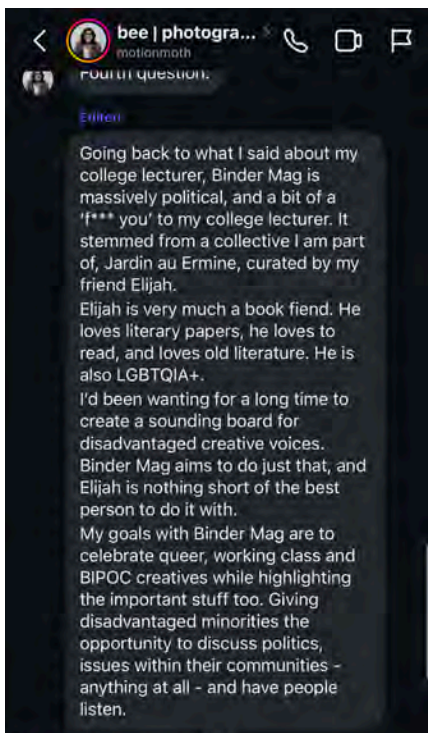 bee | photogra...
motionmoth
Fourth question.
Edited
Going back to what I said about my
college lecturer, Binder Mag is
massively political, and a bit of a
'f*** you' to my college lecturer. It
stemmed from a collective I am part
of, Jardin au Ermine, curated by my
friend Elijah.
Elijah is very much a book fiend. He
loves literary papers, he loves to
read, and loves old literature. He is
also LGBTQIA+.
I'd been wanting for a long time to
create a sounding board for
disadvantaged creative voices.
Binder Mag aims to do just that, and
Elijah is nothing short of the best
person to do it with.
My goals with Binder Mag are to
celebrate queer, working class and
BIPOC creatives while highlighting
the important stuff too. Giving
disadvantaged minorities the
opportunity to discuss politics,
issues within their communities -
anything at all - and have people
listen.